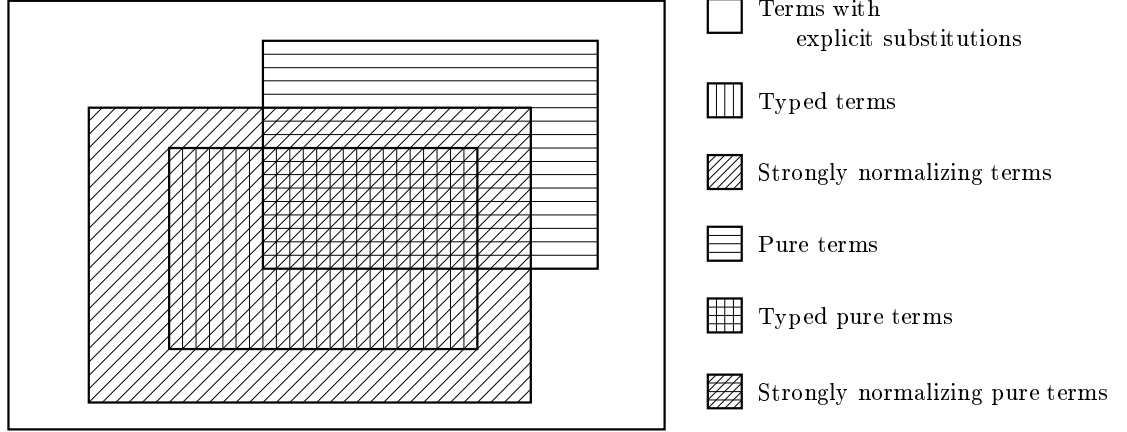 Terms with
explicit substitutions
Typed terms
Strongly normalizing terms
Pure terms
Typed pure terms
Strongly normalizing pure terms